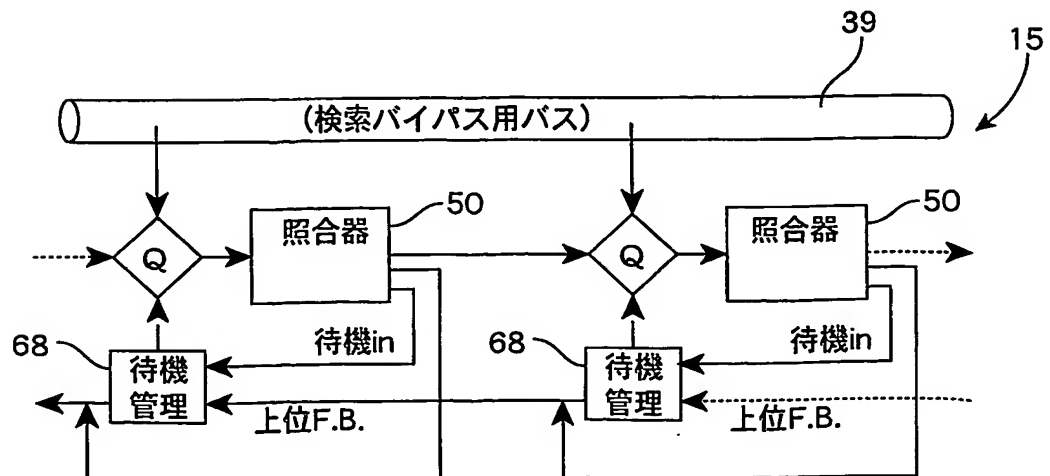 39
15
(検索バイパス用バス)
50
50
照合器
照合器
Q
Q
待機in
待機in
68
68
待機
管理
待機
管理
上位F.B.
上位F.B.